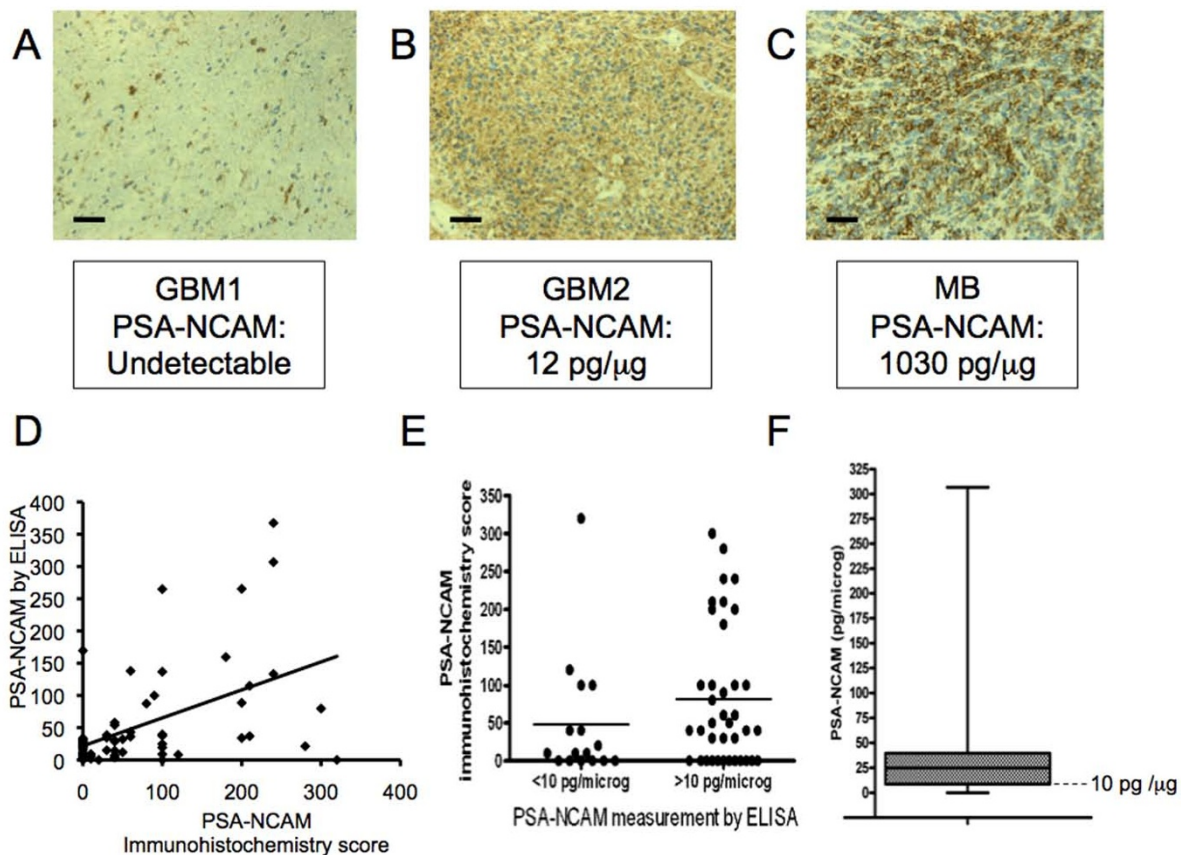 A
B
C
GBM1
PSA-NCAM:
Undetectable
GBM2
PSA-NCAM:
12 pg/μg
MB
PSA-NCAM:
1030 pg/μg
D
PSA-NCAM by ELISA
400
350
300
250
200
150
100
50
0
0
100
200
300
400
PSA-NCAM
Immunohistochemistry score
E
PSA-NCAM
immunohistochemistry score
350
300
250
200
150
100
50
0
<10 pg/microg
>10 pg/microg
PSA-NCAM measurement by ELISA
F
PSA-NCAM (pg/microg)
325
300
275
250
225
200
175
150
125
100
75
50
25
0
10 pg /μg